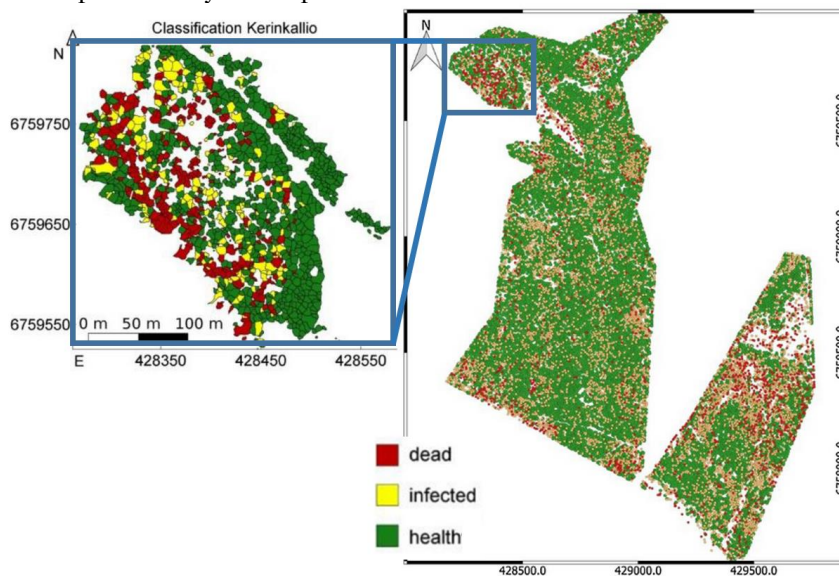 Classification Kerinkallio
N
N
6759750
6759650
6759550
0 m 50 m 100 m
E 428350 428450 428550
dead
infected
health
428500.0 429000.0 429500.0